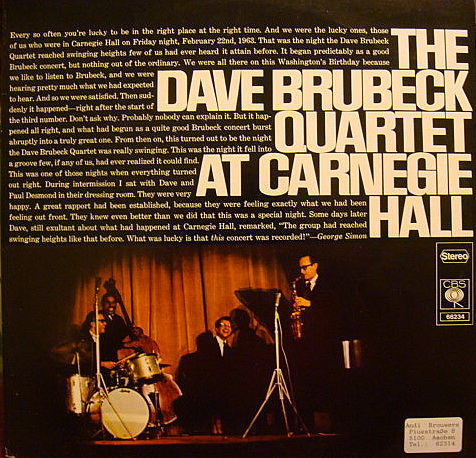 Every so often you're lucky to be in the right place at the right time. And we were the lucky ones, those
of us who were in Carnegie Hall on Friday night, February 22nd, 1963. That was the night the Dave Brubeck
Quartet reached swinging heights few of us had ever heard it attain before. It began predictably as a good
Brubeck concert, but nothing out of the ordinary. We were all there on this Washington's Birthday because
we like to listen to Brubeck, and we were
hearing pretty much what we had expected
to hear. And so we were satisfied. Then sud-
denly it happened—right after the start of
the third number. Don't ask why. Probably nobody can explain it. But it hap-
pened all right, and what had begun as a quite good Brubeck concert burst
abruptly into a truly great one. From then on, this turned out to be the night
the Dave Brubeck Quartet was really swinging. This was the night it fell into
a groove few, if any of us, had ever realized it could find.
This was one of those nights when everything turned
out right. During intermission I sat with Dave and
Paul Desmond in their dressing room. They were very
happy. A great rapport had been established, because they were feeling exactly what we had been
feeling out front. They knew even better than we did that this was a special night. Some days later
Dave, still exultant about what had happened at Carnegie Hall, remarked, "The group had reached
swinging heights like that before. What was lucky is that this concert was recorded!"—George Simon
THE
DAVE BRUBECK
QUARTET
AT CARNEGIE
HALL
Stereo
CBS
66234
Andi Brouwers
Piusstraße 8
5100 Aachen
Tel.: 62314